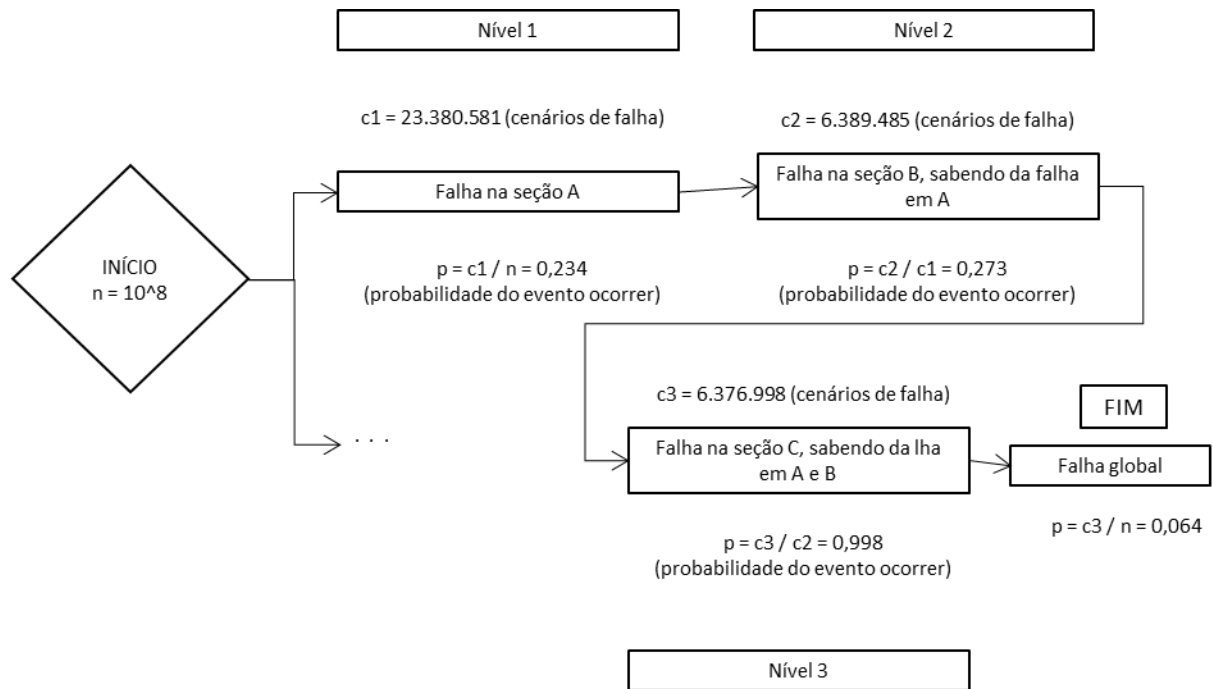 Nível 1
Nível 2
c1 = 23.380.581 (cenários de falha)
c2 = 6.389.485 (cenários de falha)
INÍCIO
n = 10^8
Falha na seção A
Falha na seção B, sabendo da falha
em A
p = c1 / n = 0,234
(probabilidade do evento ocorrer)
p = c2 / c1 = 0,273
(probabilidade do evento ocorrer)
c3 = 6.376.998 (cenários de falha)
FIM
. . .
Falha na seção C, sabendo da lha
em A e B
Falha global
p = c3 / c2 = 0,998
(probabilidade do evento ocorrer)
p = c3 / n = 0,064
Nível 3